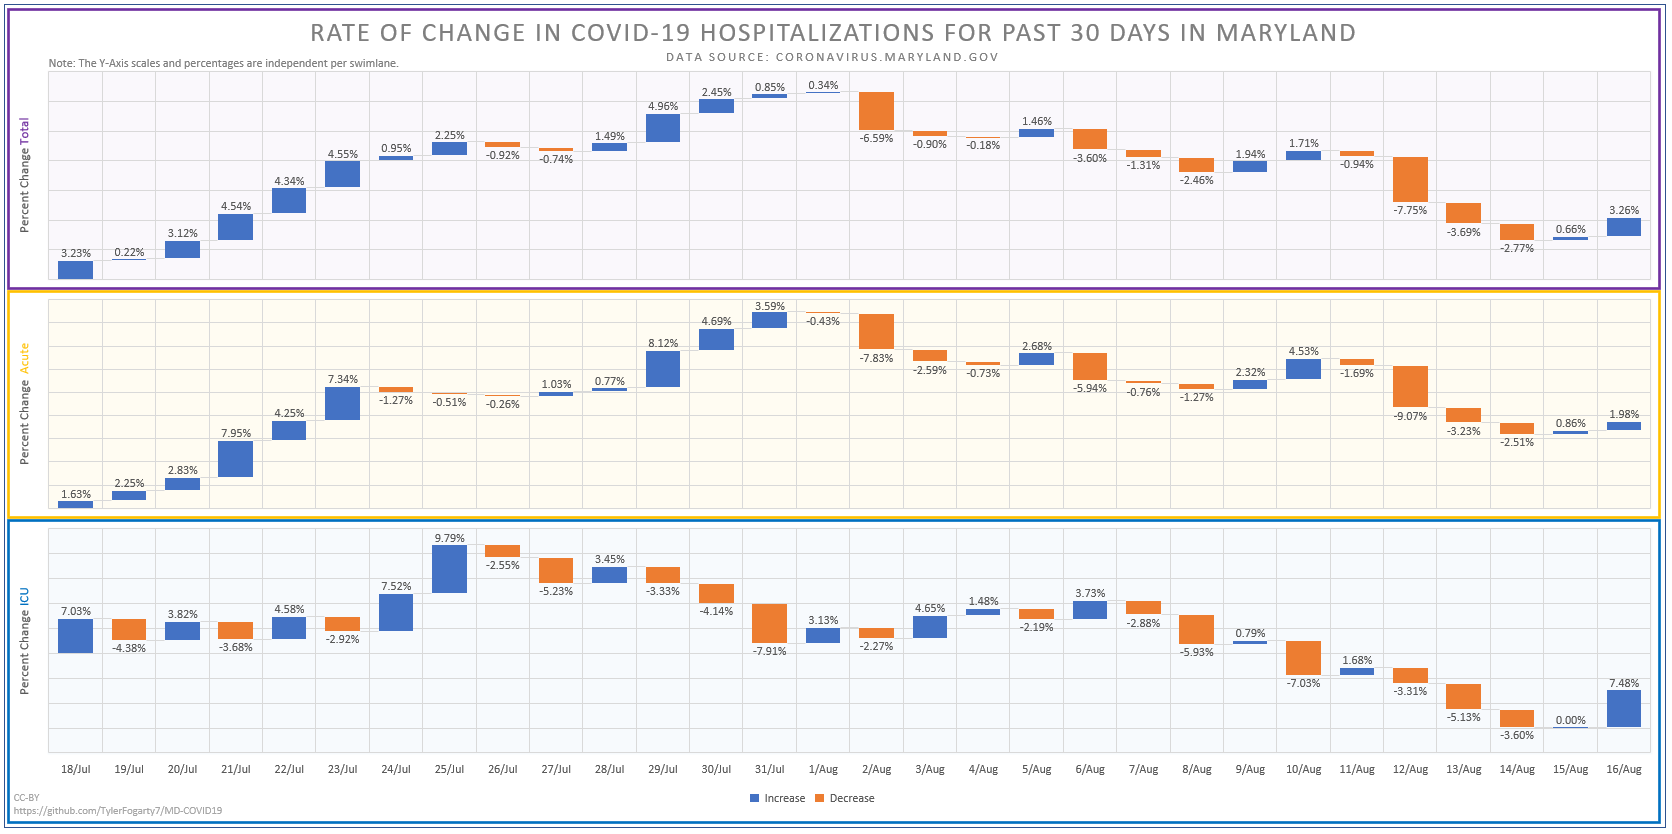 RATE OF CHANGE IN COVID-19 HOSPITALIZATIONS FOR PAST 30 DAYS IN MARYLAND
DATA SOURCE: CORONAVIRUS.MARYLAND.GOV
Note: The Y-Axis scales and percentages are independent per swimlane.
Percent Change Total
3.23% 0.22% 3.12% 4.54% 4.34% 4.55% 0.95% 2.25% -0.92% -0.74% 1.49% 4.96% 2.45% 0.85% 0.34% -6.59% -0.90% -0.18% 1.46% -3.60% -1.31% -2.46% 1.94% 1.71% -0.94% -7.75% -3.69% -2.77% 0.66% 3.26%
Percent Change Acute
1.63% 2.25% 2.83% 7.95% 4.25% 7.34% -1.27% -0.51% -0.26% 1.03% 0.77% 8.12% 4.69% 3.59% -0.43% -7.83% -2.59% -0.73% 2.68% -5.94% -0.76% -1.27% 2.32% 4.53% -1.69% -9.07% -3.23% -2.51% 0.86% 1.98%
Percent Change ICU
7.03% -4.38% 3.82% -3.68% 4.58% -2.92% 7.52% 9.79% -2.55% -5.23% 3.45% -3.33% -4.14% -7.91% 3.13% -2.27% 4.65% 1.48% -2.19% 3.73% -2.88% -5.93% 0.79% -7.03% 1.68% -3.31% -5.13% -3.60% 0.00% 7.48%
18/Jul 19/Jul 20/Jul 21/Jul 22/Jul 23/Jul 24/Jul 25/Jul 26/Jul 27/Jul 28/Jul 29/Jul 30/Jul 31/Jul 1/Aug 2/Aug 3/Aug 4/Aug 5/Aug 6/Aug 7/Aug 8/Aug 9/Aug 10/Aug 11/Aug 12/Aug 13/Aug 14/Aug 15/Aug 16/Aug
Increase Decrease
CC-BY
https://github.com/TylerFogarty7/MD-COVID19